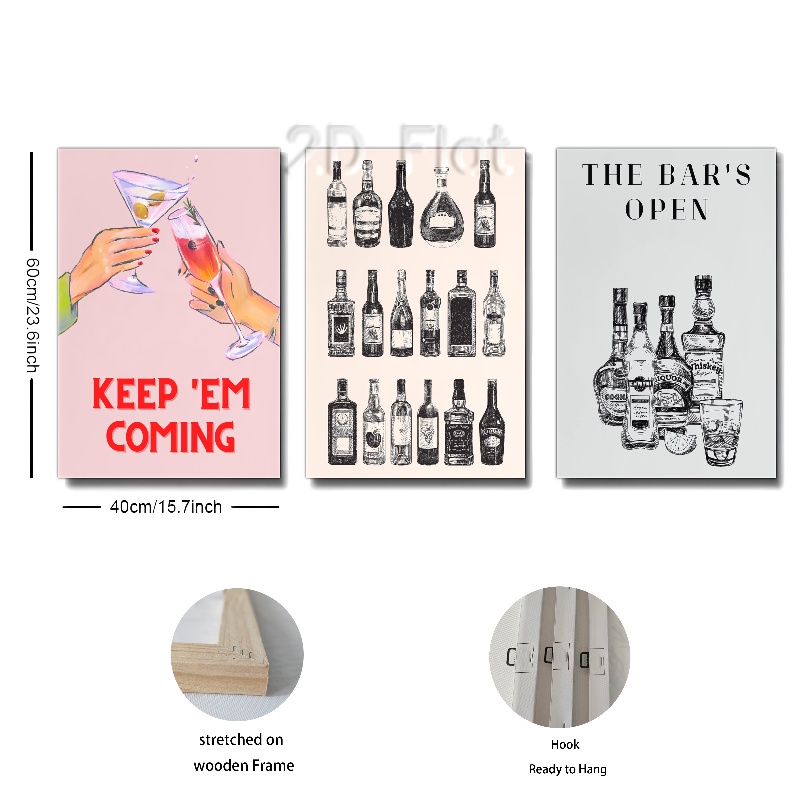 2D Flat
THE BAR'S
OPEN
60cm/23.6inch
Whiskey
KEEP 'EM
COMING
40cm/15.7inch
stretched on
wooden Frame
Hook
Ready to Hang